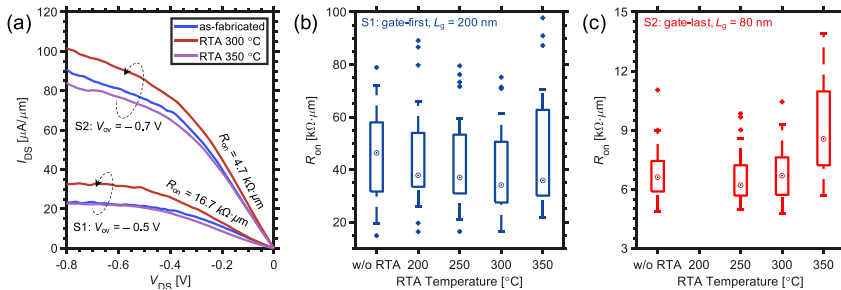 (a)
120
100
80
60
40
20
0
I_DS [µA/µm]
as-fabricated
RTA 300 °C
RTA 350 °C
S2: V_ov = − 0.7 V
R_on = 4.7 kΩ·µm
R_on = 16.7 kΩ·µm
S1: V_ov = − 0.5 V
-0.8 -0.6 -0.4 -0.2 0
V_DS [V]
(b)
S1: gate-first, L_g = 200 nm
100
80
60
40
20
R_on [kΩ·µm]
w/o RTA 200 250 300 350
RTA Temperature [°C]
(c)
S2: gate-last, L_g = 80 nm
15
12
9
6
3
R_on [kΩ·µm]
w/o RTA 200 250 300 350
RTA Temperature [°C]